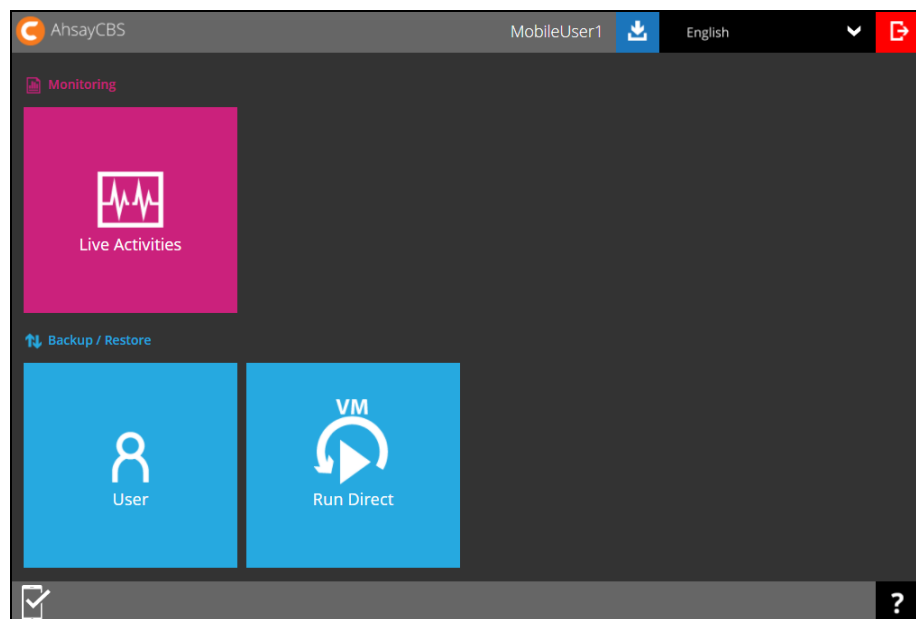 AhsayCBS MobileUser1 English
Monitoring
Live Activities
Backup / Restore
User
VM
Run Direct
?